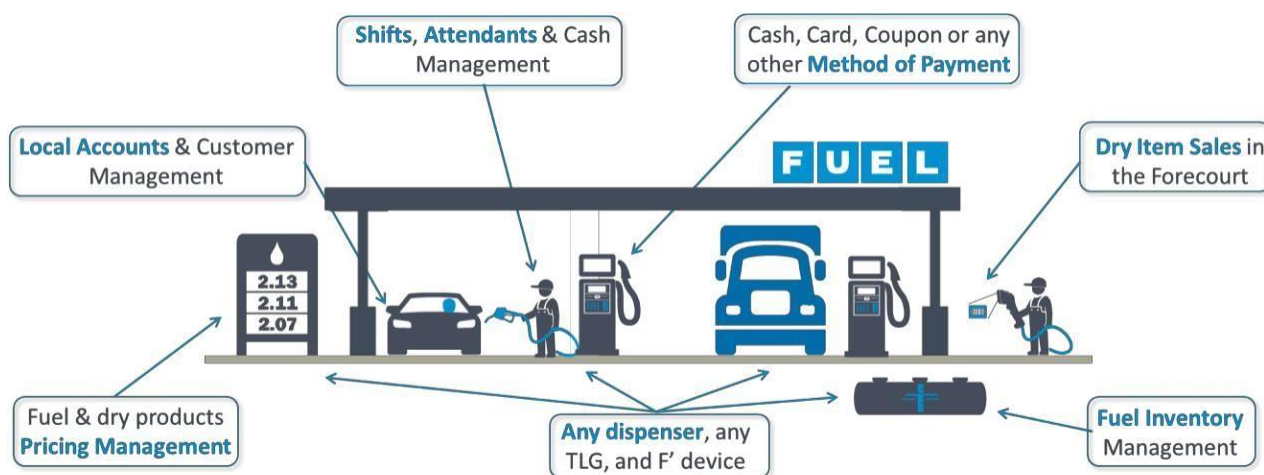 Shifts, Attendants & Cash
Management
Cash, Card, Coupon or any
other Method of Payment
Local Accounts & Customer
Management
Dry Item Sales in
the Forecourt
FUEL
2.13
2.11
2.07
Fuel & dry products
Pricing Management
Any dispenser, any
TLG, and F' device
Fuel Inventory
Management